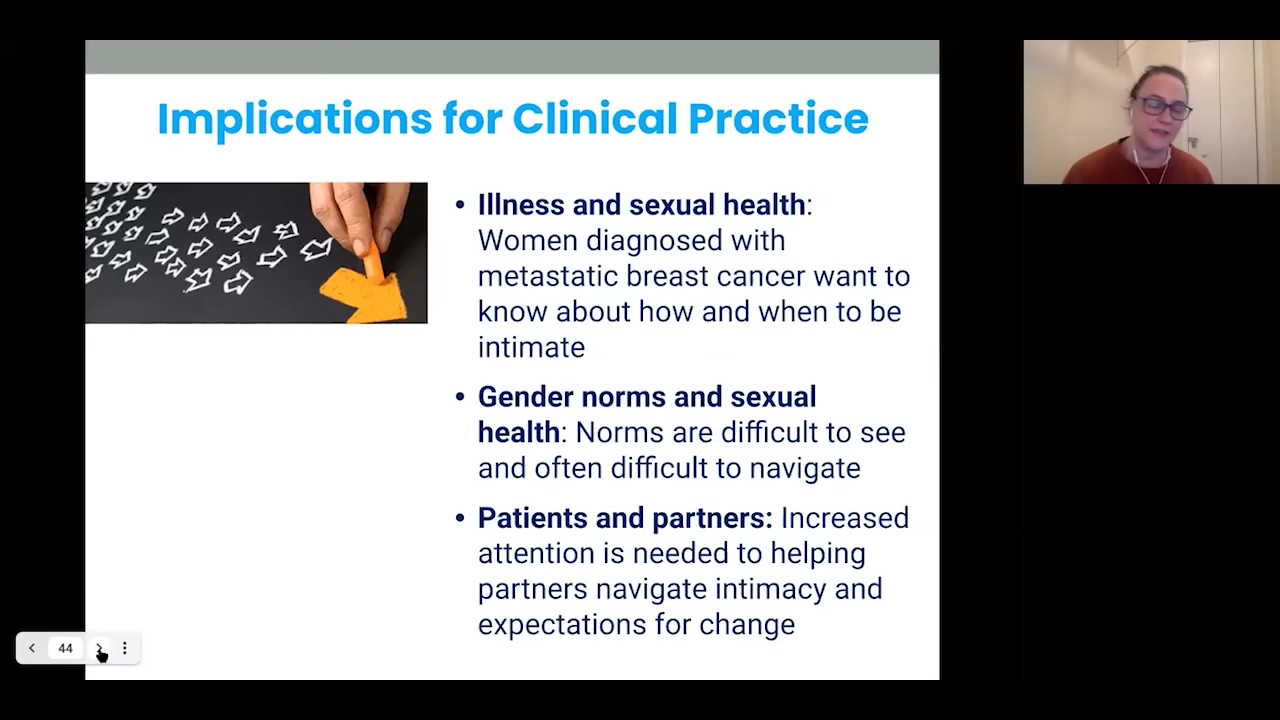 Implications for Clinical Practice
• Illness and sexual health:
Women diagnosed with
metastatic breast cancer want to
know about how and when to be
intimate
• Gender norms and sexual
health: Norms are difficult to see
and often difficult to navigate
• Patients and partners: Increased
attention is needed to helping
partners navigate intimacy and
expectations for change
44